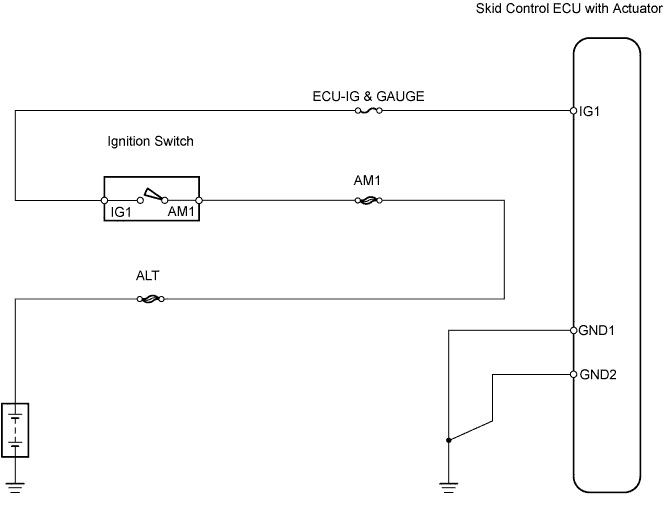 Skid Control ECU with Actuator
ECU-IG & GAUGE
IG1
Ignition Switch
AM1
IG1 AM1
ALT
GND1
GND2